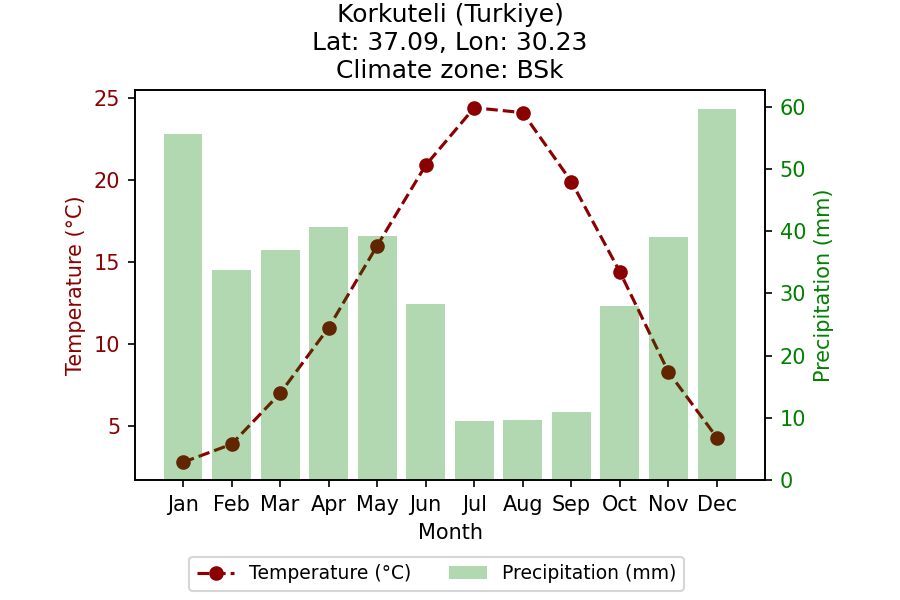 Korkuteli (Turkiye)
Lat: 37.09, Lon: 30.23
Climate zone: BSk
25
20
15
10
5
Temperature (°C)
60
50
40
30
20
10
0
Precipitation (mm)
Jan Feb Mar Apr May Jun Jul Aug Sep Oct Nov Dec
Month
Temperature (°C) Precipitation (mm)